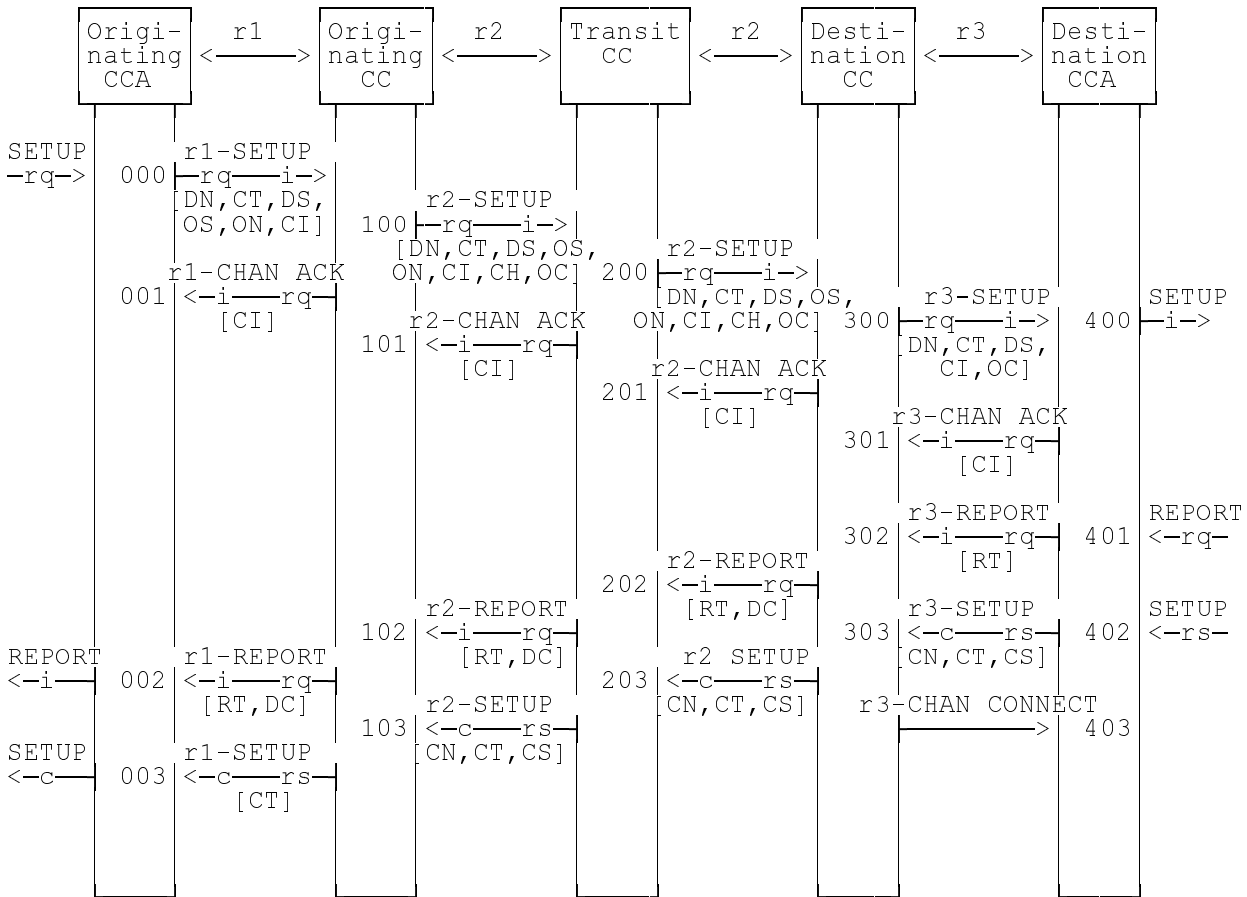 Origi- r1 Origi- r2 Transit r2 Desti- r3 Desti-
nating <———> nating <———> CC <———> nation <———> nation
CCA CC CC CCA
SETUP r1-SETUP
—rq—> 000 —rq——i—>
[DN,CT,DS, r2-SETUP
OS,ON,CI] 100 —rq——i—>
[DN,CT,DS,OS, r2-SETUP
r1-CHAN ACK ON,CI,CH,OC] 200 —rq——i—>
001 <—i——rq— [DN,CT,DS,OS, r3-SETUP SETUP
[CI] r2-CHAN ACK ON,CI,CH,OC] 300 —rq——i—> 400 —i—>
101 <—i——rq— [DN,CT,DS,
[CI] r2-CHAN ACK CI,OC]
201 <—i——rq—
[CI] r3-CHAN ACK
301 <—i——rq—
[CI]
r3-REPORT REPORT
302 <—i——rq— 401 <—rq—
r2-REPORT [RT]
202 <—i——rq—
r2-REPORT [RT,DC] r3-SETUP SETUP
102 <—i——rq— 303 <—c——rs— 402 <—rs—
REPORT r1-REPORT [RT,DC] r2 SETUP [CN,CT,CS]
<—i— 002 <—i——rq— 203 <—c——rs—
[RT,DC] r2-SETUP [CN,CT,CS] r3-CHAN CONNECT
103 <—c——rs— ————> 403
SETUP r1-SETUP [CN,CT,CS]
<—c— 003 <—c——rs—
[CT]